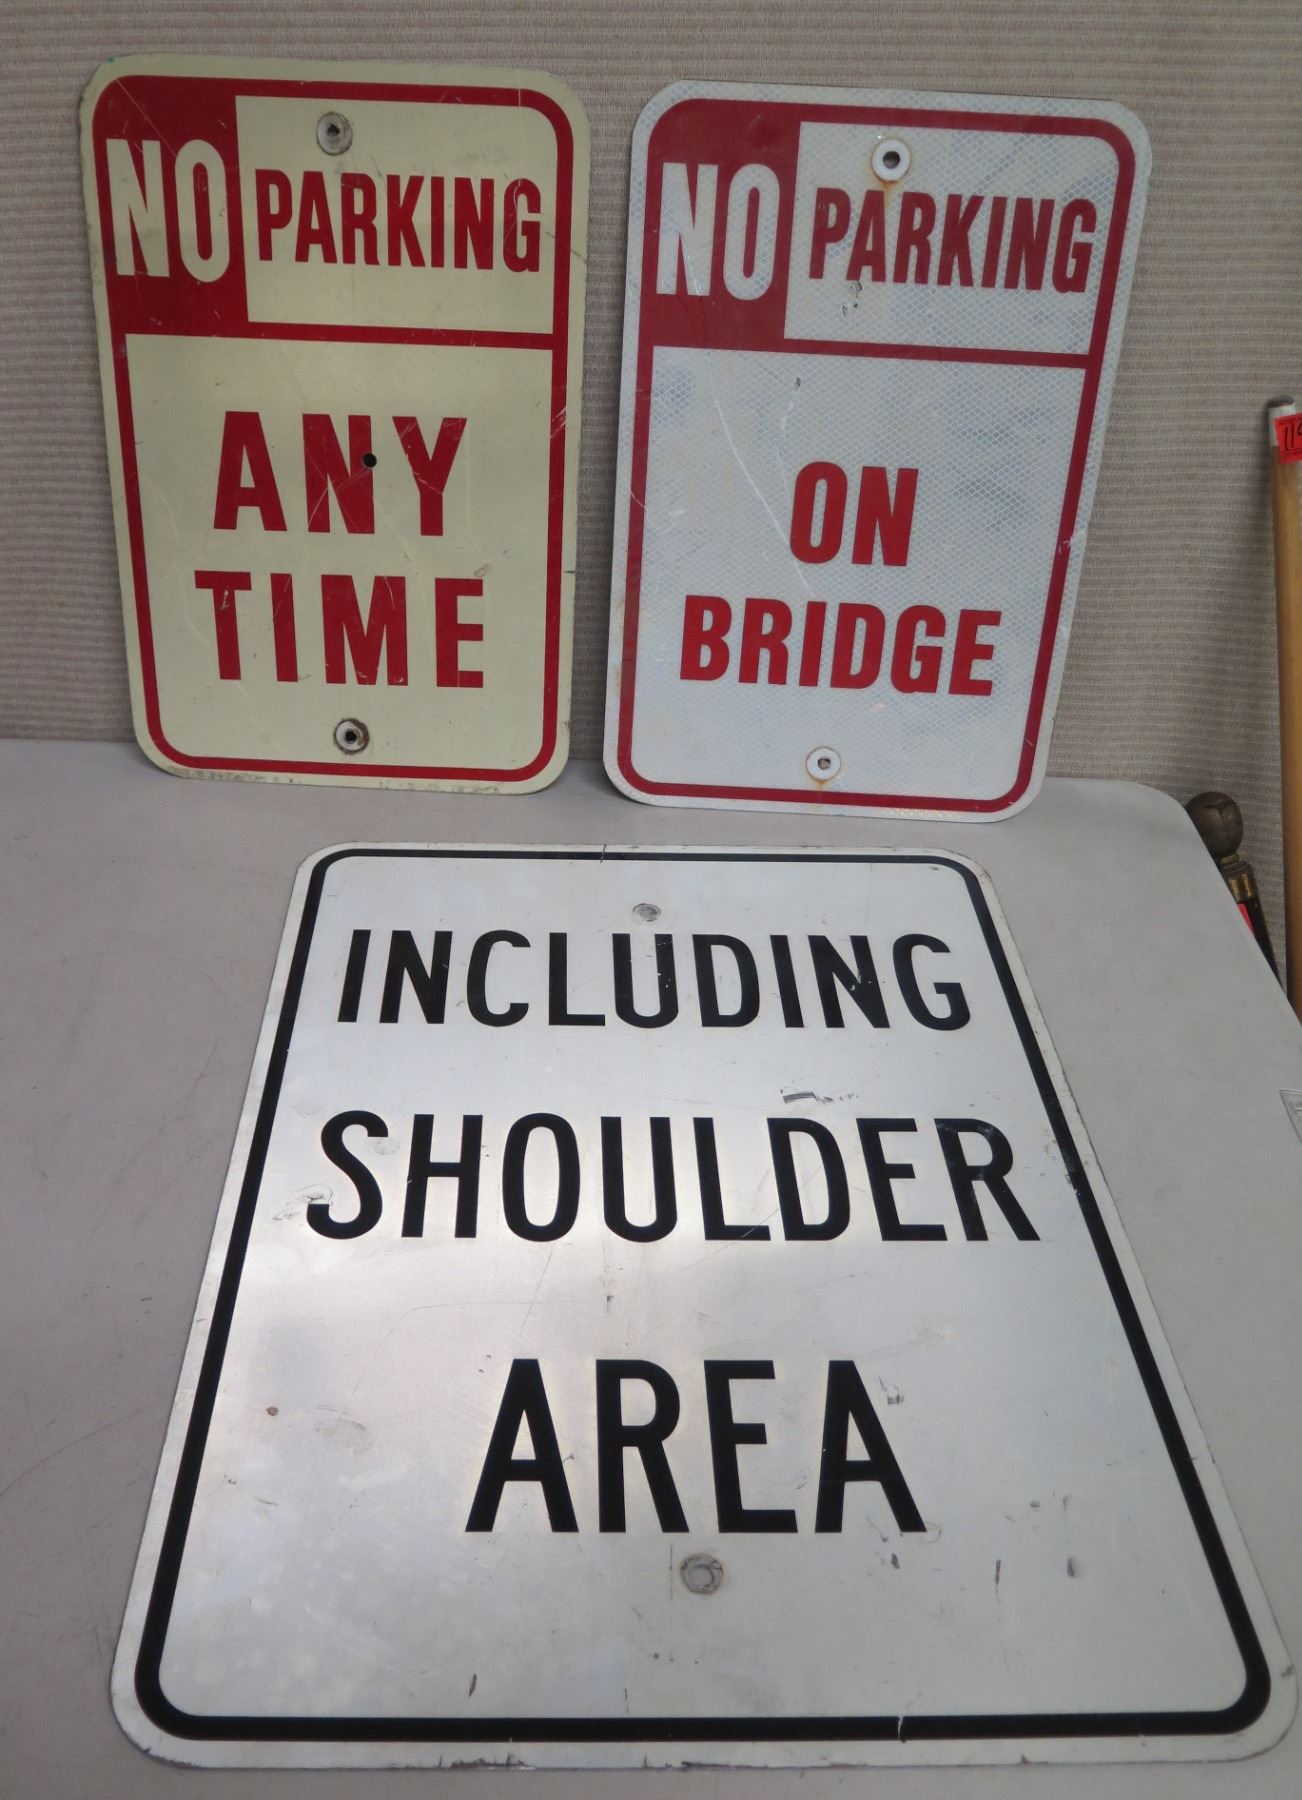 NO PARKING
ANY
TIME
NO PARKING
ON
BRIDGE
INCLUDING
SHOULDER
AREA